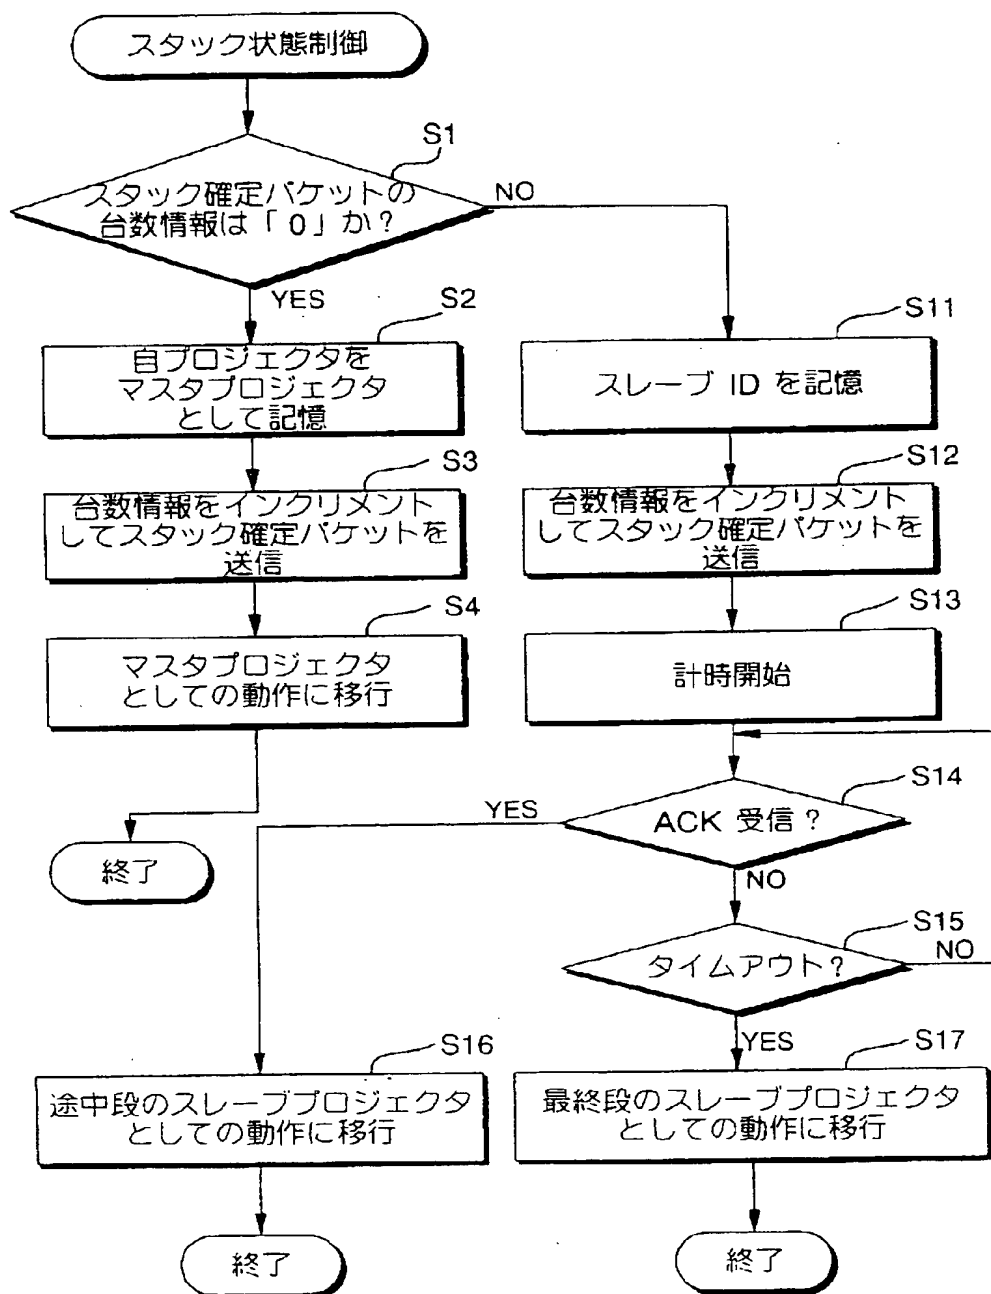 スタック状態制御
S1
スタック確定パケットの
台数情報は「0」か?
NO
YES
S2
自プロジェクタを
マスタプロジェクタ
として記憶
S3
台数情報をインクリメント
してスタック確定パケットを
送信
S4
マスタプロジェクタ
としての動作に移行
終了
S11
スレーブ ID を記憶
S12
台数情報をインクリメント
してスタック確定パケットを
送信
S13
計時開始
S14
ACK 受信?
YES
NO
S15
タイムアウト?
NO
YES
S16
途中段のスレーブプロジェクタ
としての動作に移行
終了
S17
最終段のスレーブプロジェクタ
としての動作に移行
終了